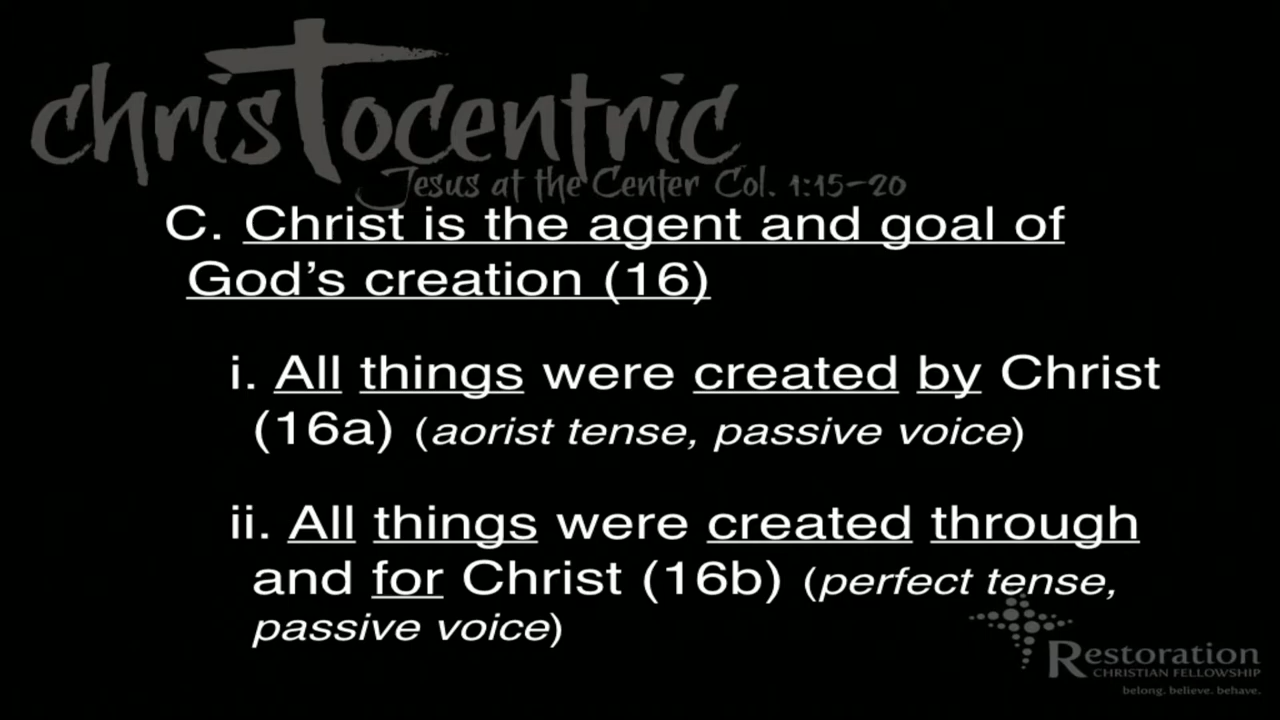 chrisTocentric
Jesus at the Center Col. 1:15-20
C. Christ is the agent and goal of
God's creation (16)
i. All things were created by Christ
(16a) (aorist tense, passive voice)
ii. All things were created through
and for Christ (16b) (perfect tense,
passive voice)
Restoration
CHRISTIAN FELLOWSHIP
belong. believe. behave.